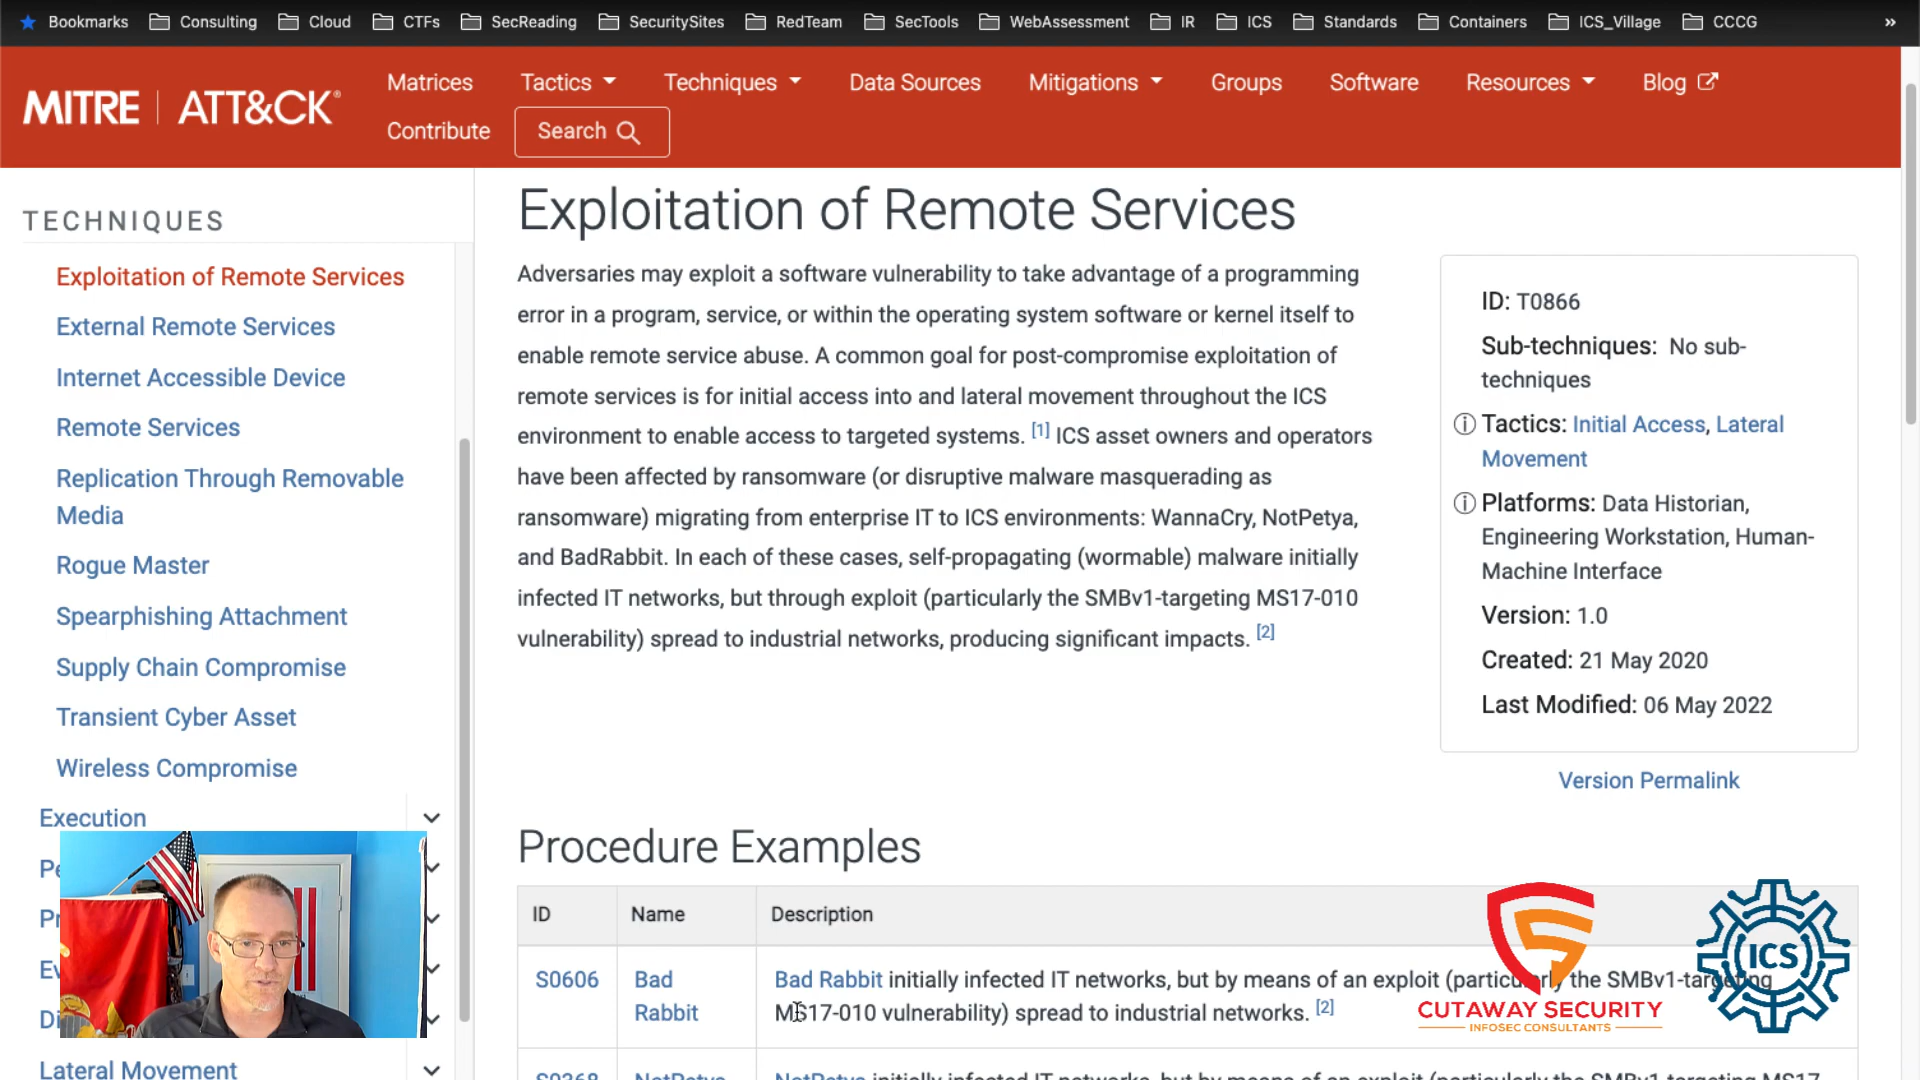 Bookmarks Consulting Cloud CTFs SecReading SecuritySites RedTeam SecTools WebAssessment IR ICS Standards Containers ICS_Village CCCG »
MITRE | ATT&CK®
Matrices Tactics Techniques Data Sources Mitigations Groups Software Resources Blog
Contribute Search
TECHNIQUES
Exploitation of Remote Services
External Remote Services
Internet Accessible Device
Remote Services
Replication Through Removable
Media
Rogue Master
Spearphishing Attachment
Supply Chain Compromise
Transient Cyber Asset
Wireless Compromise
Execution
Lateral Movement
Exploitation of Remote Services
Adversaries may exploit a software vulnerability to take advantage of a programming
error in a program, service, or within the operating system software or kernel itself to
enable remote service abuse. A common goal for post-compromise exploitation of
remote services is for initial access into and lateral movement throughout the ICS
environment to enable access to targeted systems. [1] ICS asset owners and operators
have been affected by ransomware (or disruptive malware masquerading as
ransomware) migrating from enterprise IT to ICS environments: WannaCry, NotPetya,
and BadRabbit. In each of these cases, self-propagating (wormable) malware initially
infected IT networks, but through exploit (particularly the SMBv1-targeting MS17-010
vulnerability) spread to industrial networks, producing significant impacts. [2]
ID: T0866
Sub-techniques: No sub-
techniques
Tactics: Initial Access, Lateral
Movement
Platforms: Data Historian,
Engineering Workstation, Human-
Machine Interface
Version: 1.0
Created: 21 May 2020
Last Modified: 06 May 2022
Version Permalink
Procedure Examples
ID Name Description
S0606 Bad Rabbit
Bad Rabbit initially infected IT networks, but by means of an exploit (particularly the SMBv1-targeting
MS17-010 vulnerability) spread to industrial networks. [2]
S0368 NotPetya NotPetya initially infected IT networks, but by means of an exploit (particularly the SMBv1-targeting MS17-
CUTAWAY SECURITY
INFOSEC CONSULTANTS
ICS